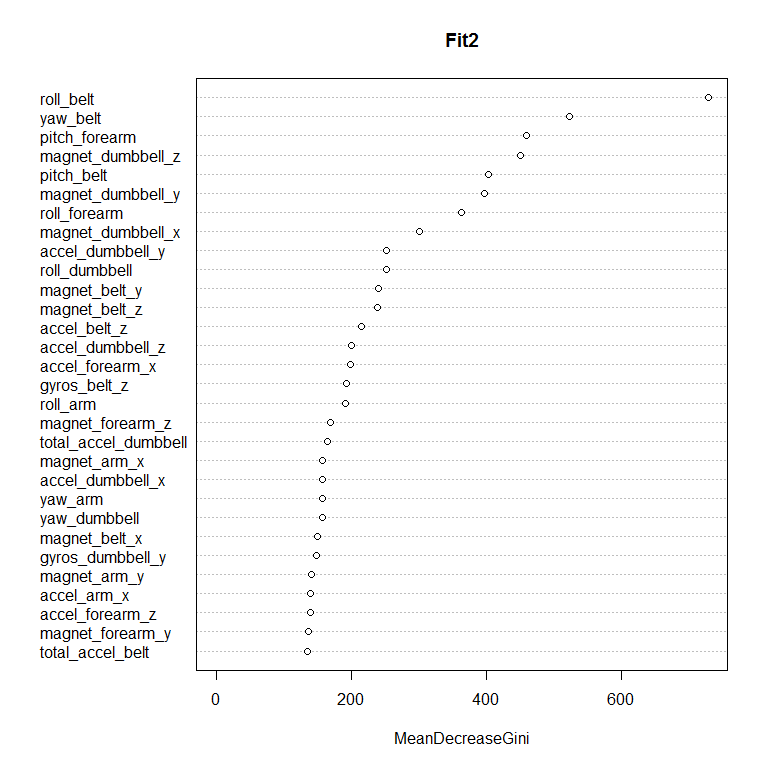 Fit2
roll_belt
yaw_belt
pitch_forearm
magnet_dumbbell_z
pitch_belt
magnet_dumbbell_y
roll_forearm
magnet_dumbbell_x
accel_dumbbell_y
roll_dumbbell
magnet_belt_y
magnet_belt_z
accel_belt_z
accel_dumbbell_z
accel_forearm_x
gyros_belt_z
roll_arm
magnet_forearm_z
total_accel_dumbbell
magnet_arm_x
accel_dumbbell_x
yaw_arm
yaw_dumbbell
magnet_belt_x
gyros_dumbbell_y
magnet_arm_y
accel_arm_x
accel_forearm_z
magnet_forearm_y
total_accel_belt
0 200 400 600
MeanDecreaseGini